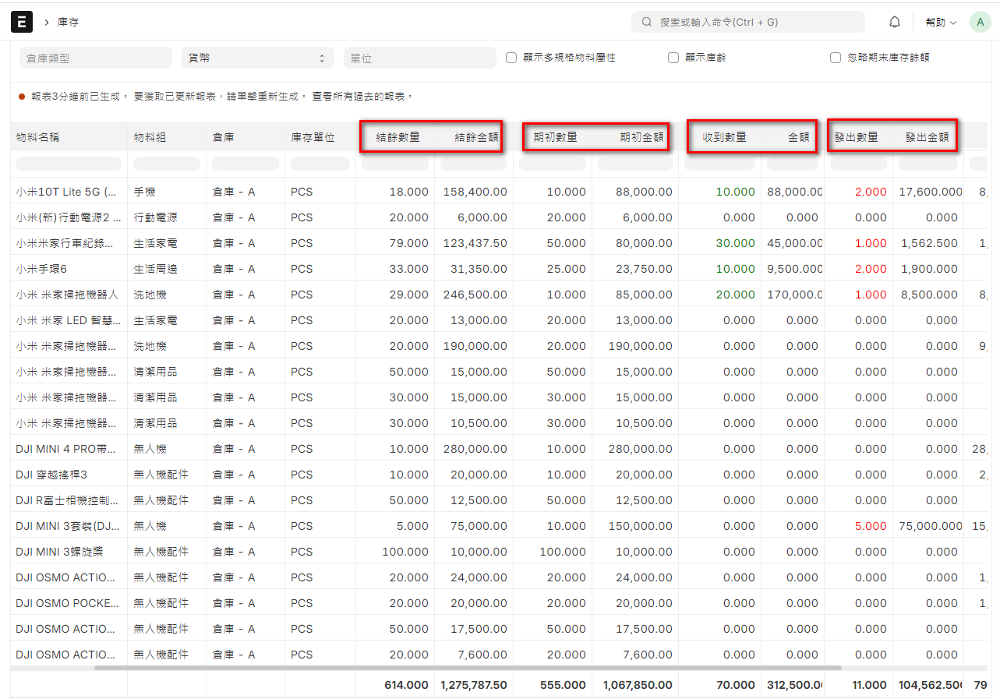 E > 庫存 搜索或輸入命令(Ctrl + G) 幫助 A
倉庫類型 貨幣 單位 顯示多規格物料屬性 顯示庫齡 忽略期末庫存餘額
報表3分鐘前已生成。 要獲取已更新報表，請單擊重新生成。 查看所有過去的報表。
物料名稱 物料組 倉庫 庫存單位 結餘數量 結餘金額 期初數量 期初金額 收到數量 金額 發出數量 發出金額
小米10T Lite 5G (... 手機 倉庫 - A PCS 18.000 158,400.00 10.000 88,000.00 10.000 88,000.00 2.000 17,600.000 8,
小米(新)行動電源2 ... 行動電源 倉庫 - A PCS 20.000 6,000.00 20.000 6,000.00 0.000 0.000 0.000 0.000
小米米家行車紀錄... 生活家電 倉庫 - A PCS 79.000 123,437.50 50.000 80,000.00 30.000 45,000.00 1.000 1,562.500 1,
小米手環6 生活周邊 倉庫 - A PCS 33.000 31,350.00 25.000 23,750.00 10.000 9,500.000 2.000 1,900.000
小米 米家掃拖機器人 洗地機 倉庫 - A PCS 29.000 246,500.00 10.000 85,000.00 20.000 170,000.0 1.000 8,500.000 8,
小米 米家 LED 智慧... 生活家電 倉庫 - A PCS 20.000 13,000.00 20.000 13,000.00 0.000 0.000 0.000 0.000
小米 米家掃拖機器... 洗地機 倉庫 - A PCS 20.000 190,000.00 20.000 190,000.00 0.000 0.000 0.000 0.000 9,
小米 米家掃拖機器... 清潔用品 倉庫 - A PCS 50.000 15,000.00 50.000 15,000.00 0.000 0.000 0.000 0.000
小米 米家掃拖機器... 清潔用品 倉庫 - A PCS 30.000 15,000.00 30.000 15,000.00 0.000 0.000 0.000 0.000
小米 米家掃拖機器... 清潔用品 倉庫 - A PCS 30.000 10,500.00 30.000 10,500.00 0.000 0.000 0.000 0.000
DJI MINI 4 PRO帶... 無人機 倉庫 - A PCS 10.000 280,000.00 10.000 280,000.00 0.000 0.000 0.000 0.000 28,
DJI 穿越搖桿3 無人機配件 倉庫 - A PCS 10.000 20,000.00 10.000 20,000.00 0.000 0.000 0.000 0.000 2,
DJI R富士相機控制... 無人機配件 倉庫 - A PCS 50.000 12,500.00 50.000 12,500.00 0.000 0.000 0.000 0.000
DJI MINI 3套裝(DJ... 無人機 倉庫 - A PCS 5.000 75,000.00 10.000 150,000.00 0.000 0.000 5.000 75,000.000 15,
DJI MINI 3螺旋槳 無人機配件 倉庫 - A PCS 100.000 10,000.00 100.000 10,000.00 0.000 0.000 0.000 0.000
DJI OSMO ACTIO... 無人機配件 倉庫 - A PCS 20.000 24,000.00 20.000 24,000.00 0.000 0.000 0.000 0.000 1,
DJI OSMO POCKE... 無人機配件 倉庫 - A PCS 20.000 20,000.00 20.000 20,000.00 0.000 0.000 0.000 0.000 1,
DJI OSMO ACTIO... 無人機配件 倉庫 - A PCS 50.000 17,500.00 50.000 17,500.00 0.000 0.000 0.000 0.000
DJI OSMO ACTIO... 無人機配件 倉庫 - A PCS 20.000 7,600.00 20.000 7,600.00 0.000 0.000 0.000 0.000
614.000 1,275,787.50 555.000 1,067,850.00 70.000 312,500.0 11.000 104,562.50 79